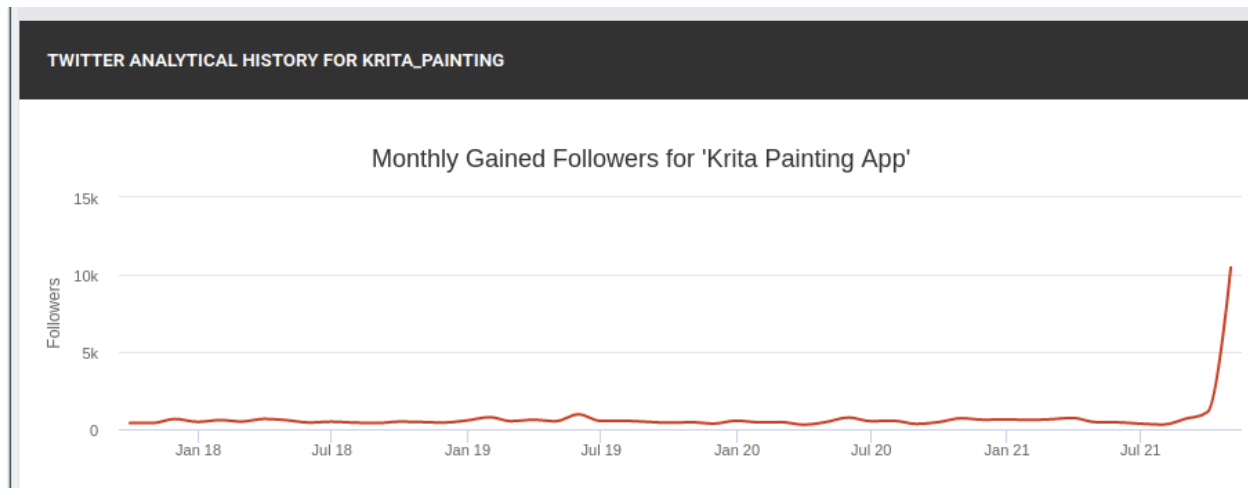 TWITTER ANALYTICAL HISTORY FOR KRITA_PAINTING
Monthly Gained Followers for 'Krita Painting App'
15k
10k
5k
0
Followers
Jan 18 Jul 18 Jan 19 Jul 19 Jan 20 Jul 20 Jan 21 Jul 21